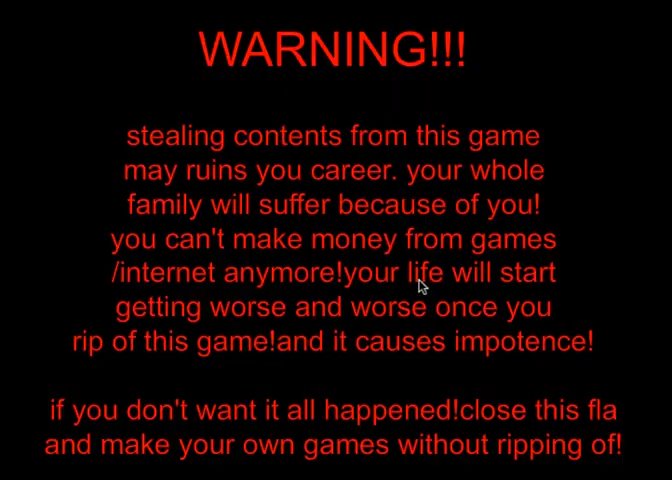 WARNING!!!
stealing contents from this game
may ruins you career. your whole
family will suffer because of you!
you can't make money from games
/internet anymore!your life will start
getting worse and worse once you
rip of this game!and it causes impotence!
if you don't want it all happened!close this fla
and make your own games without ripping of!